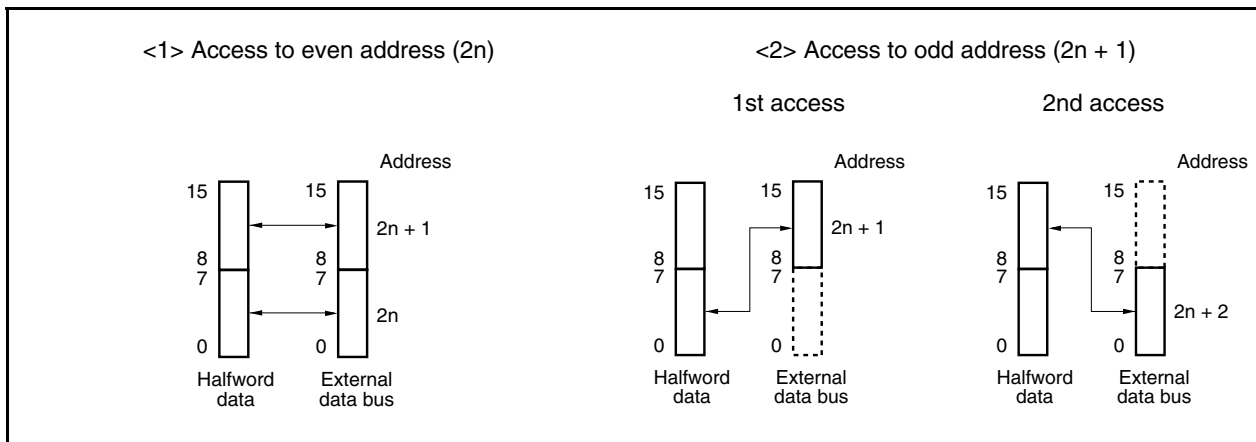 <1> Access to even address (2n)
<2> Access to odd address (2n + 1)
1st access
2nd access
Address
15
15
2n + 1
8
8
7
7
2n
0
0
Halfword
data
External
data bus
Address
15
15
2n + 1
8
8
7
7
0
0
Halfword
data
External
data bus
Address
15
15
8
8
7
7
2n + 2
0
0
Halfword
data
External
data bus